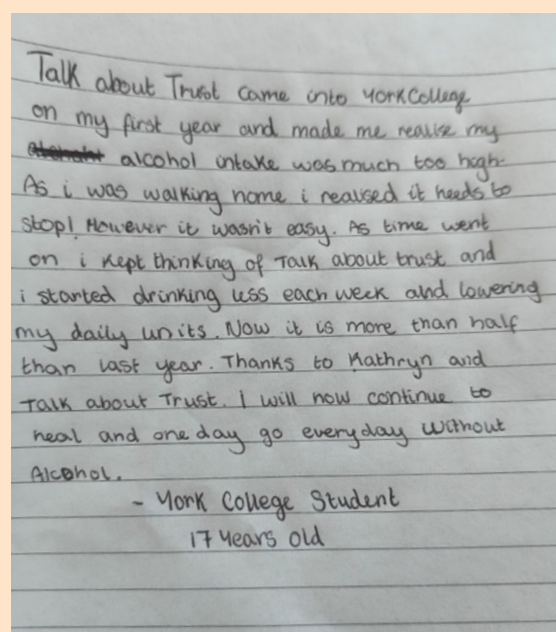 Talk about Trust came into York College
on my first year and made me realise my
alcohol intake was much too high.
As i was walking home i realised it needs to
stop! However it wasn't easy. As time went
on i kept thinking of Talk about trust and
i started drinking less each week and lowering
my daily units. Now it is more than half
than last year. Thanks to Kathryn and
Talk about Trust. I will now continue to
heal and one day go everyday without
Alcohol.
- York College Student
17 Years Old